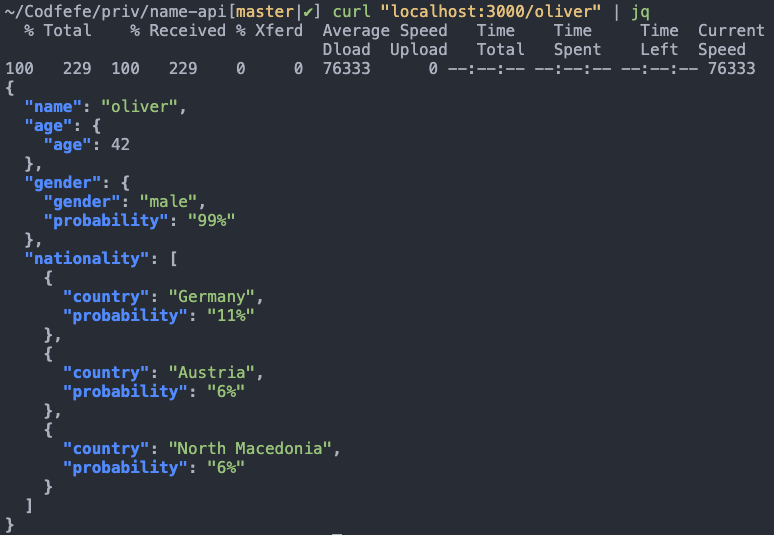 ~/Codfefe/priv/name-api[master|✔] curl "localhost:3000/oliver" | jq
  % Total    % Received % Xferd  Average Speed   Time    Time     Time  Current
                                 Dload  Upload   Total   Spent    Left  Speed
100   229  100   229    0     0  76333      0 --:--:-- --:--:-- --:--:-- 76333
{
  "name": "oliver",
  "age": {
    "age": 42
  },
  "gender": {
    "gender": "male",
    "probability": "99%"
  },
  "nationality": [
    {
      "country": "Germany",
      "probability": "11%"
    },
    {
      "country": "Austria",
      "probability": "6%"
    },
    {
      "country": "North Macedonia",
      "probability": "6%"
    }
  ]
}